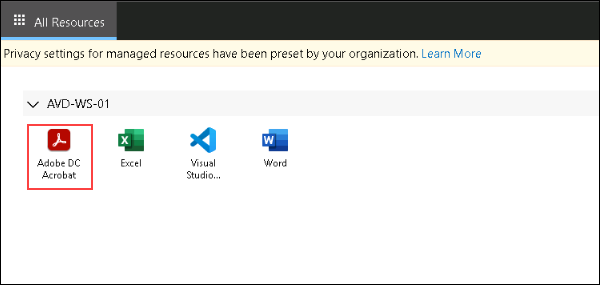 All Resources
Privacy settings for managed resources have been preset by your organization. Learn More
AVD-WS-01
Adobe DC
Acrobat
Excel
Visual
Studio...
Word